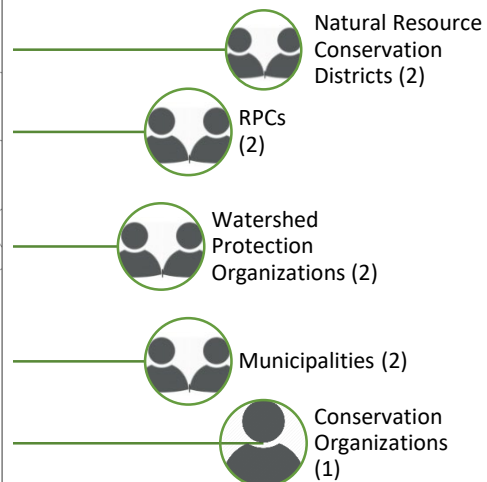 Natural Resource
Conservation
Districts (2)
RPCs
(2)
Watershed
Protection
Organizations (2)
Municipalities (2)
Conservation
Organizations
(1)